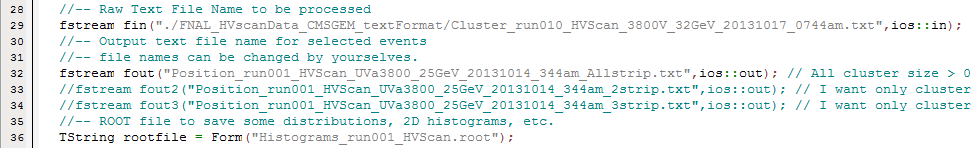 28 //-- Raw Text File Name to be processed
29 fstream fin("./FNAL_HVscanData_CMSGEM_textFormat/Cluster_run010_HVScan_3800V_32GeV_20131017_0744am.txt",ios::in);
30 //-- Output text file name for selected events
31 //-- file names can be changed by yourselves.
32 fstream fout("Position_run001_HVScan_UVa3800_25GeV_20131014_344am_Allstrip.txt",ios::out); // All cluster size > 0
33 //fstream fout2("Position_run001_HVScan_UVa3800_25GeV_20131014_344am_2strip.txt",ios::out); // I want only cluster
34 //fstream fout3("Position_run001_HVScan_UVa3800_25GeV_20131014_344am_3strip.txt",ios::out); // I want only cluster
35 //-- ROOT file to save some distributions, 2D histograms, etc.
36 TString rootfile = Form("Histograms_run001_HVScan.root");